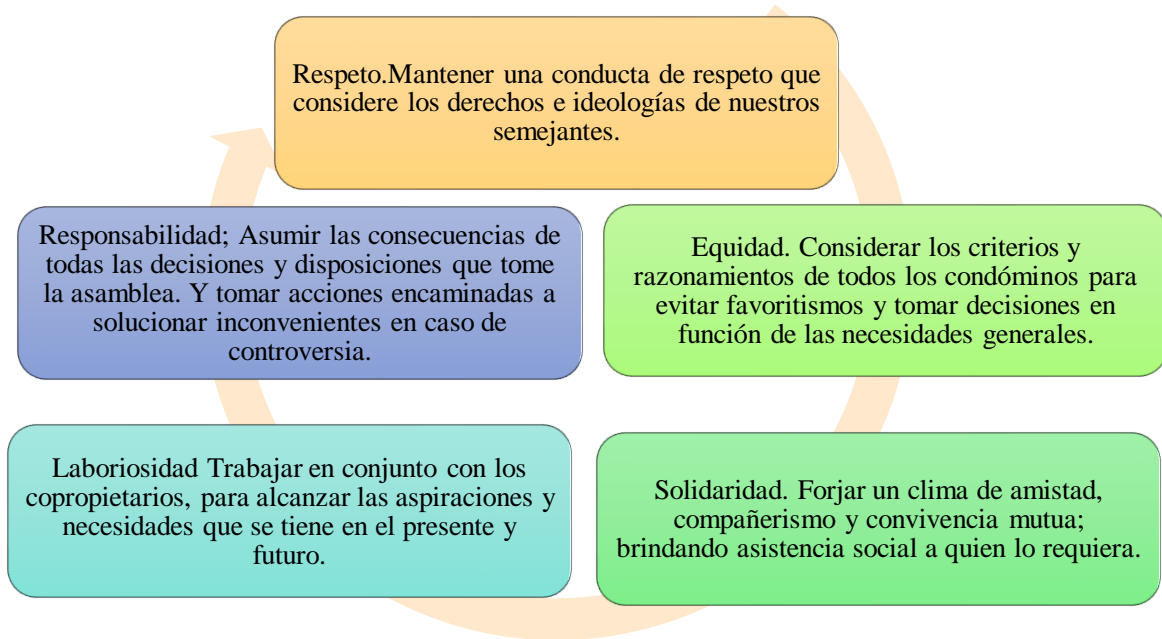 Respeto.Mantener una conducta de respeto que
considere los derechos e ideologías de nuestros
semejantes.
Equidad. Considerar los criterios y
razonamientos de todos los condóminos para
evitar favoritismos y tomar decisiones en
función de las necesidades generales.
Solidaridad. Forjar un clima de amistad,
compañerismo y convivencia mutua;
brindando asistencia social a quien lo requiera.
Laboriosidad Trabajar en conjunto con los
copropietarios, para alcanzar las aspiraciones y
necesidades que se tiene en el presente y
futuro.
Responsabilidad; Asumir las consecuencias de
todas las decisiones y disposiciones que tome
la asamblea. Y tomar acciones encaminadas a
solucionar inconvenientes en caso de
controversia.